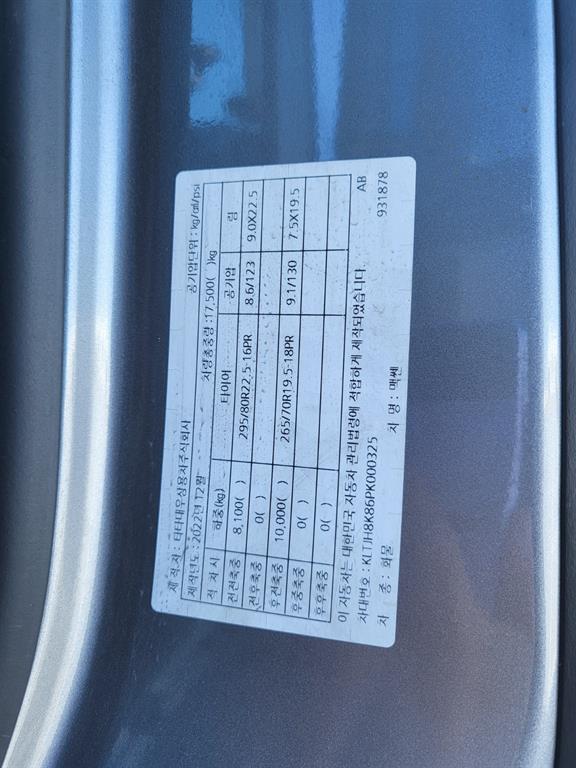 제 작 자 : 타타대우상용차주식회사 공기압단위 : kg/㎠/psi
제작년도 : 2022년 12월 차량총중량 :17,500( )kg
적 차 시 하중(kg) 타이어 공기압 림
전전축중 8,100( ) 295/80R22.5-16PR 8.6/123 9.0X22.5
전후축중 0( )
후전축중 10,000( ) 265/70R19.5-18PR 9.1/130 7.5X19.5
후중축중 0( )
후후축중 0( )
이 자동차는 대한민국 자동차 관리법령에 적합하게 제작되었습니다.
차대번호 : KLTJH8K86PK000325 AB
차 종 : 화물 차 명 : 맥쎈 931878